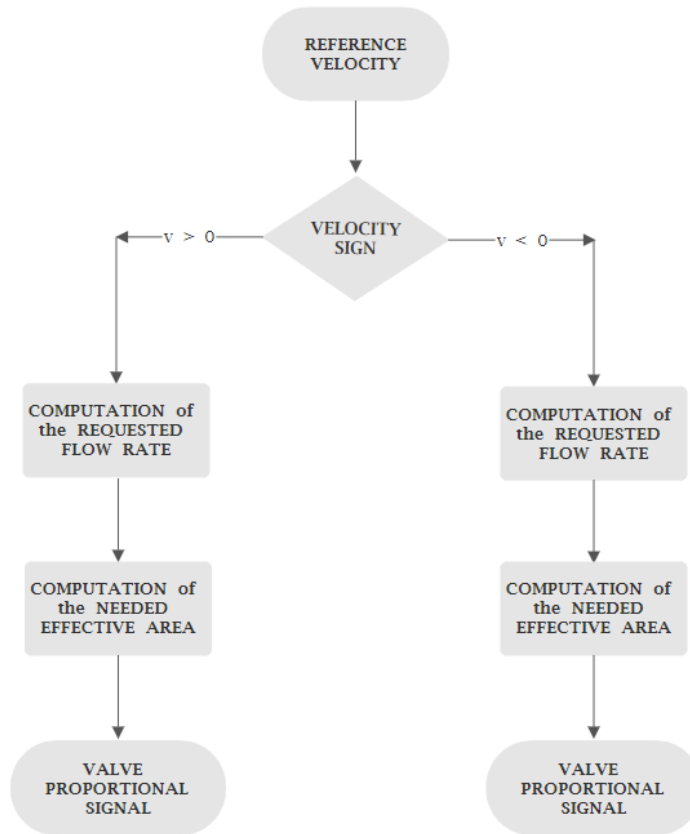 REFERENCE
VELOCITY
VELOCITY
SIGN
v > 0
v < 0
COMPUTATION of
the REQUESTED
FLOW RATE
COMPUTATION of
the REQUESTED
FLOW RATE
COMPUTATION of
the NEEDED
EFFECTIVE AREA
COMPUTATION of
the NEEDED
EFFECTIVE AREA
VALVE
PROPORTIONAL
SIGNAL
VALVE
PROPORTIONAL
SIGNAL